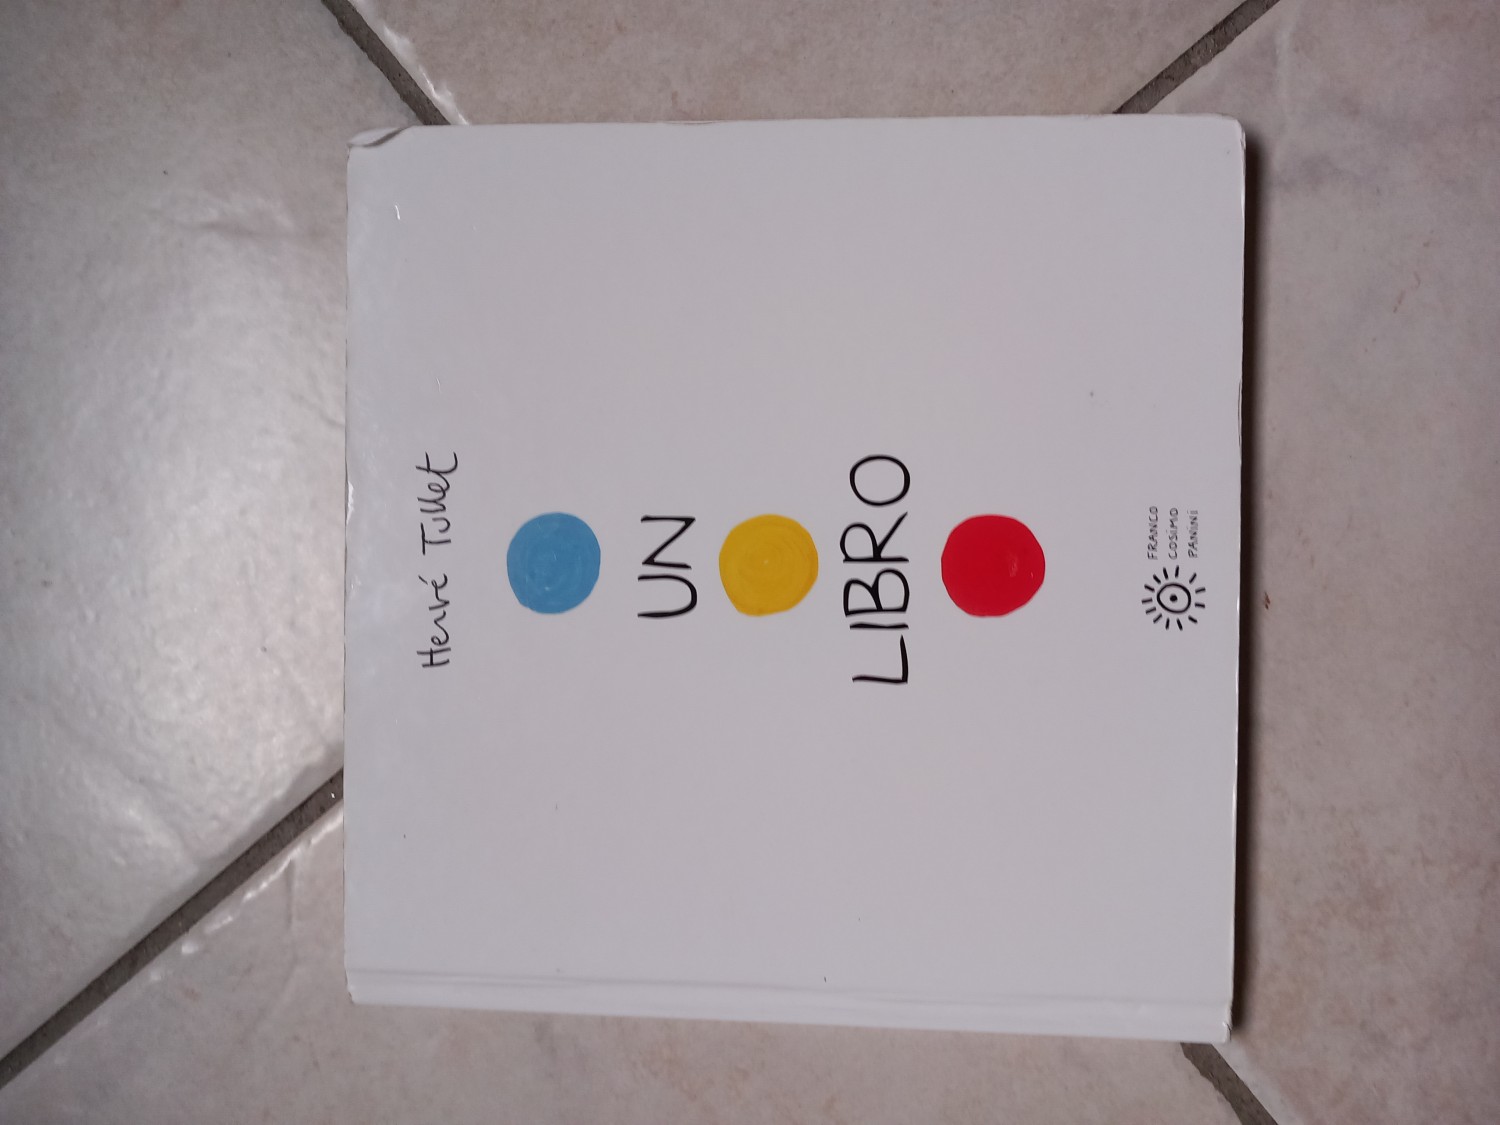 Hervé Tullet
UN
LIBRO
FRANCO
COSIMO
PANINI